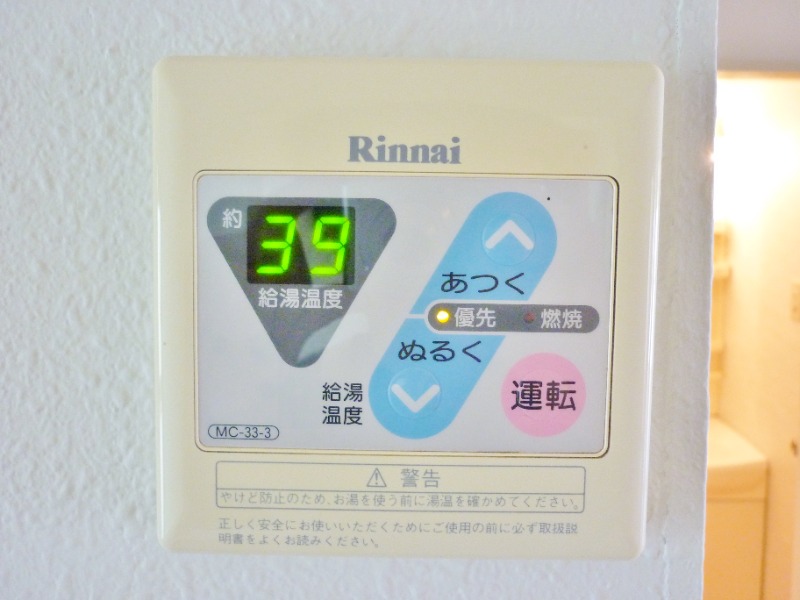 Rinnai
約 39
給湯温度
あつく
優先 燃焼
ぬるく
給湯
温度
運転
MC-33-3
警告
やけど防止のため、お湯を使う前に湯温を確かめてください。
正しく安全にお使いいただくためにご使用の前に必ず取扱説
明書をよくお読みください。